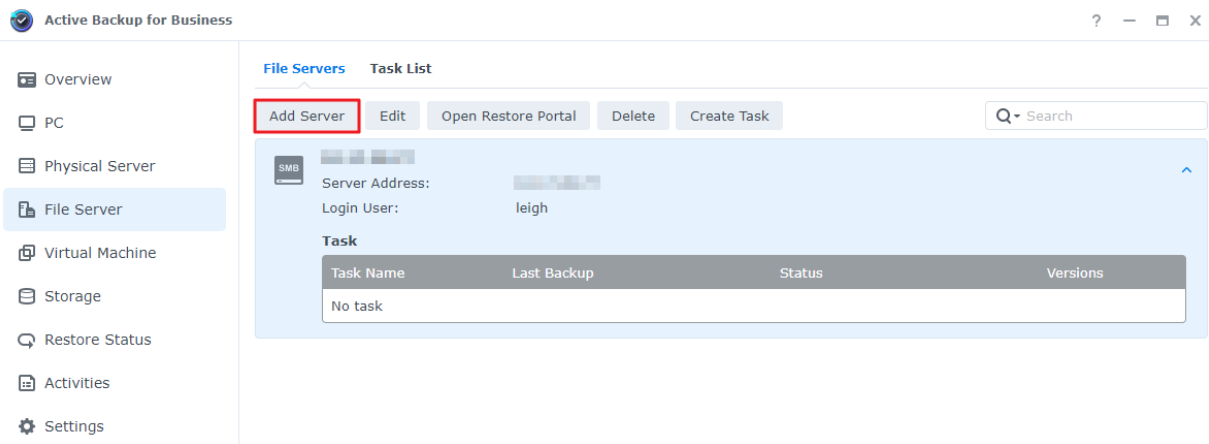 Active Backup for Business
?
Overview
PC
Physical Server
File Server
Virtual Machine
Storage
Restore Status
Activities
Settings
File Servers Task List
Add Server Edit Open Restore Portal Delete Create Task Search
SMB
Server Address:
Login User: leigh
Task
Task Name Last Backup Status Versions
No task